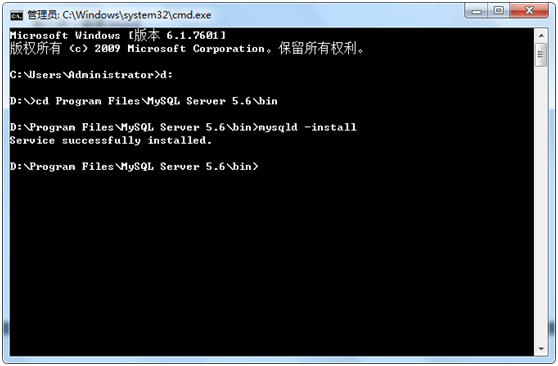 管理员: C:\Windows\system32\cmd.exe
Microsoft Windows [版本 6.1.7601]
版权所有 (c) 2009 Microsoft Corporation。保留所有权利。
C:\Users\Administrator>d:
D:\>cd Program Files\MySQL Server 5.6\bin
D:\Program Files\MySQL Server 5.6\bin>mysqld -install
Service successfully installed.
D:\Program Files\MySQL Server 5.6\bin>